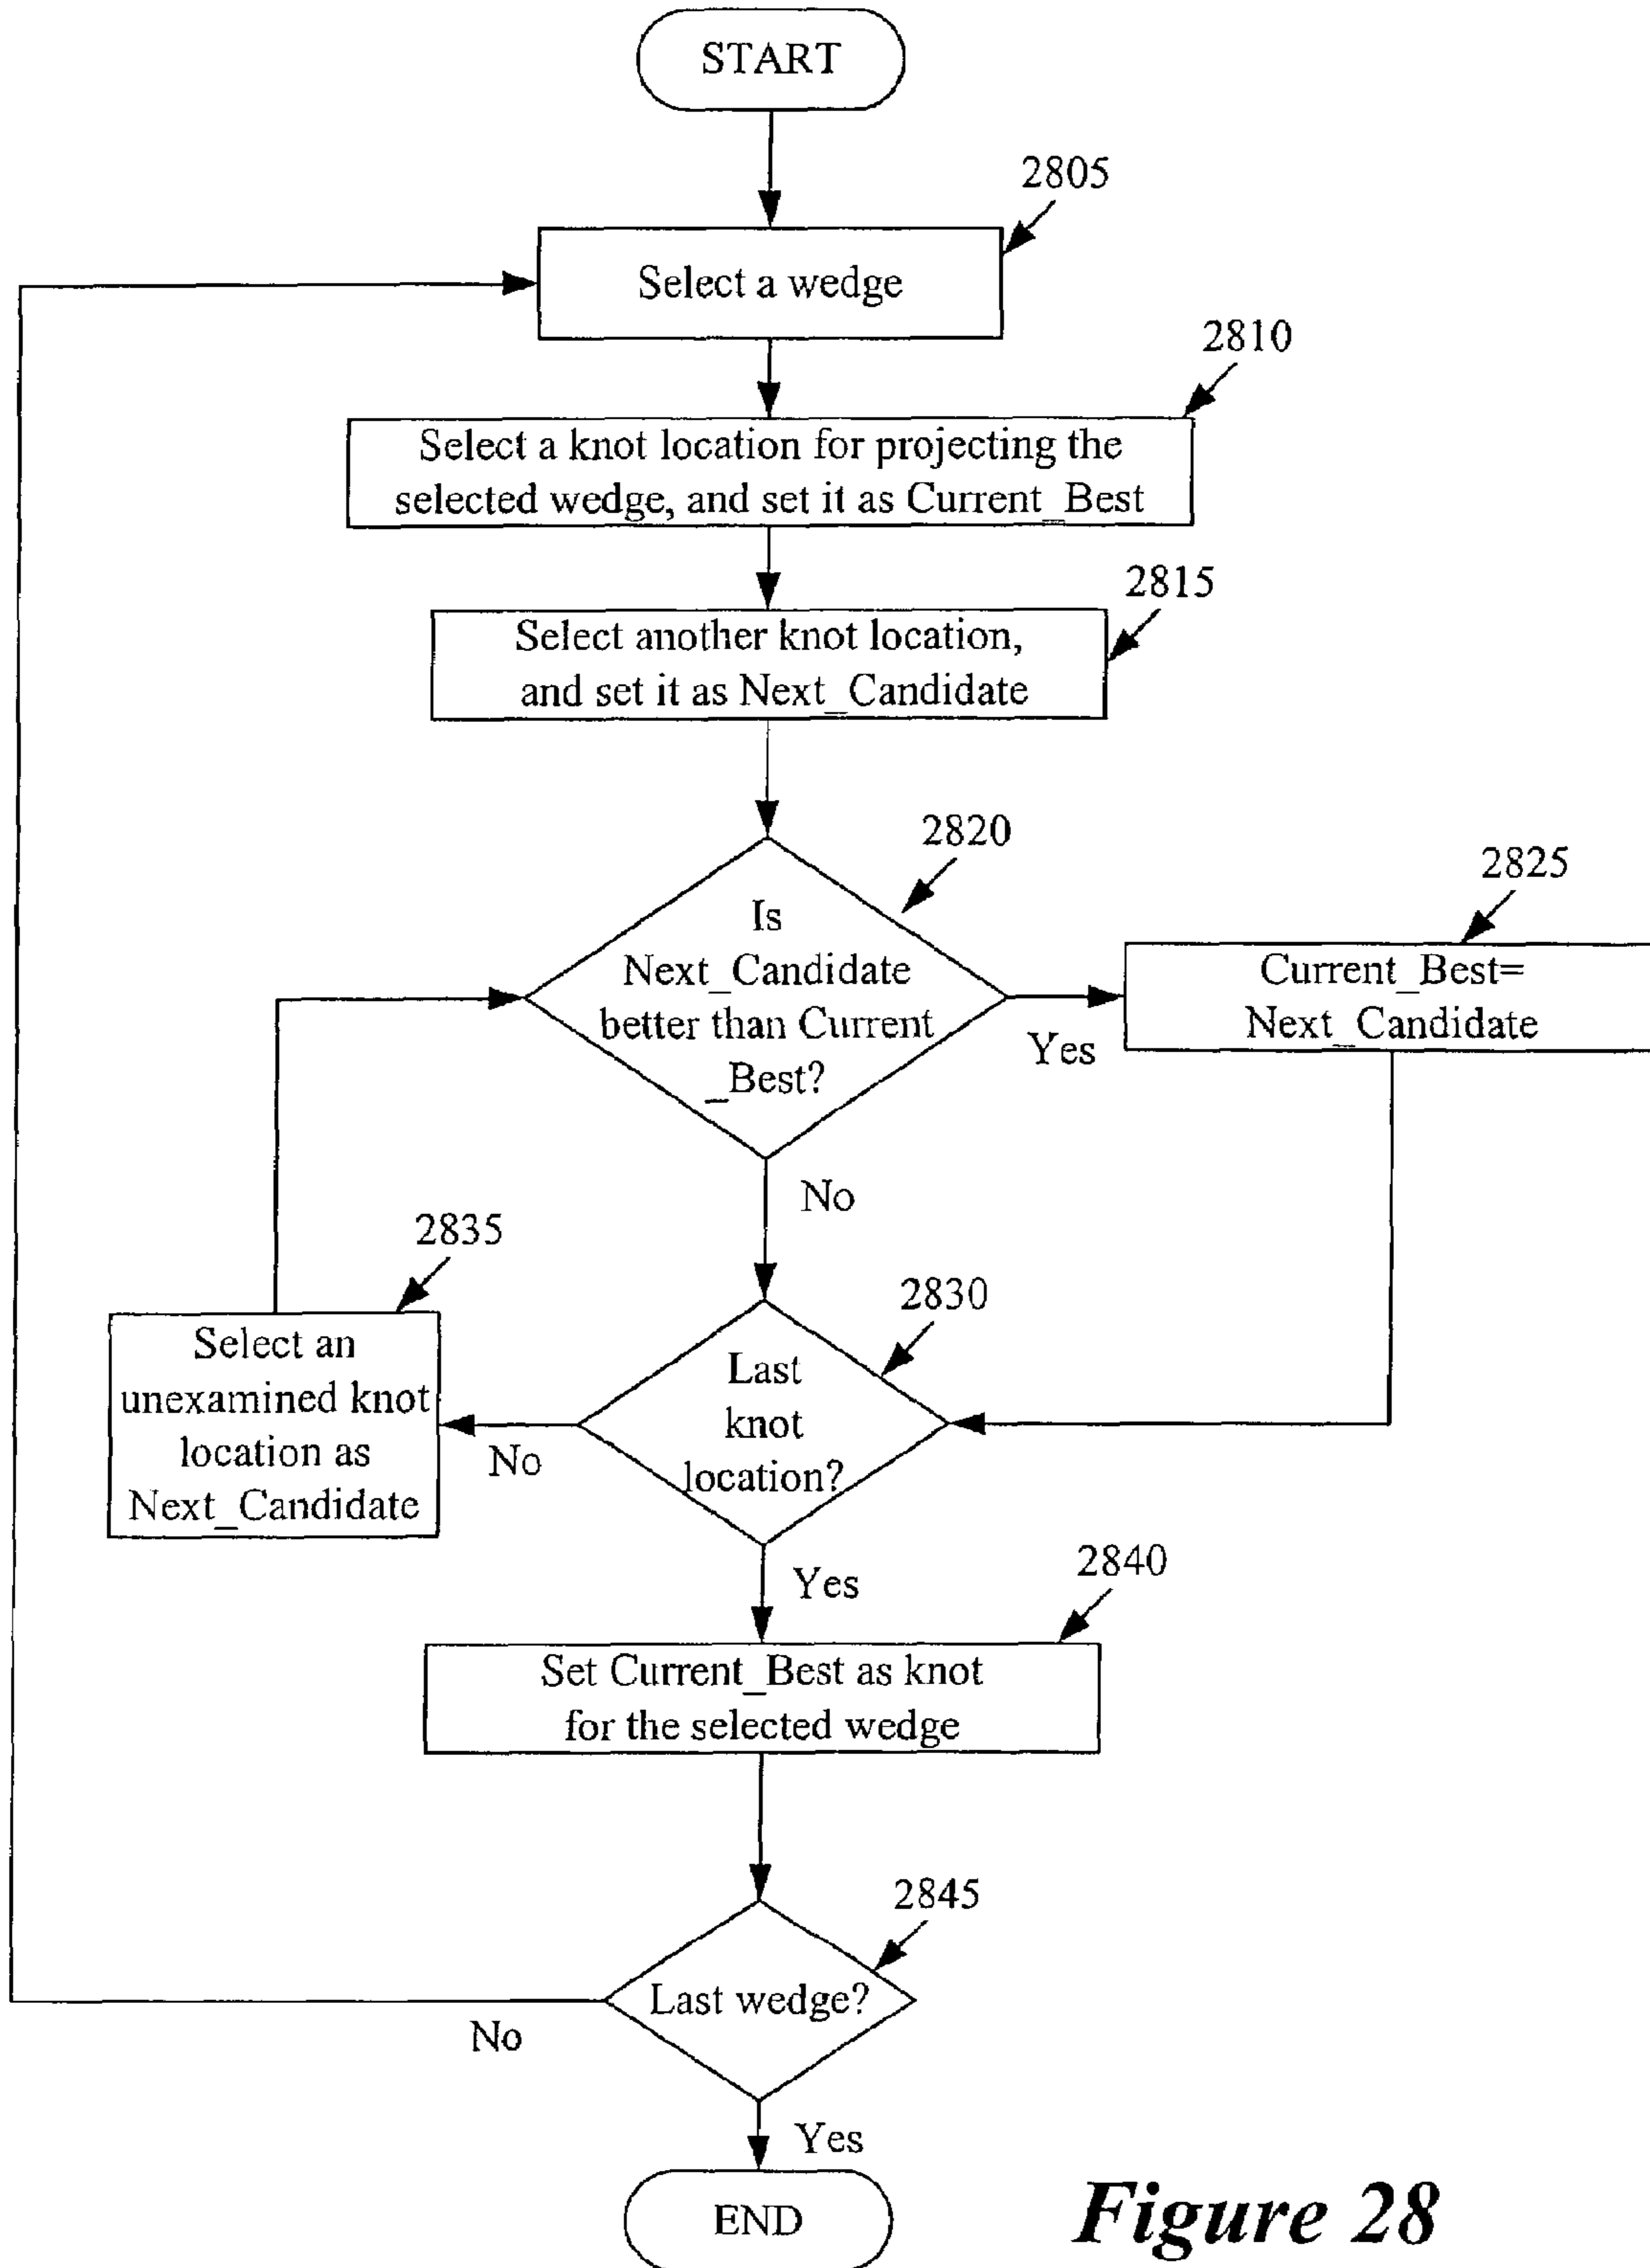 START
2805
Select a wedge
2810
Select a knot location for projecting the
selected wedge, and set it as Current_Best
2815
Select another knot location,
and set it as Next_Candidate
2820
Is
Next_Candidate
better than Current
_Best?
Yes
2825
Current_Best=
Next_Candidate
No
2835
Select an
unexamined knot
location as
Next_Candidate
2830
Last
knot
location?
No
Yes
2840
Set Current_Best as knot
for the selected wedge
2845
Last wedge?
No
Yes
END
Figure 28